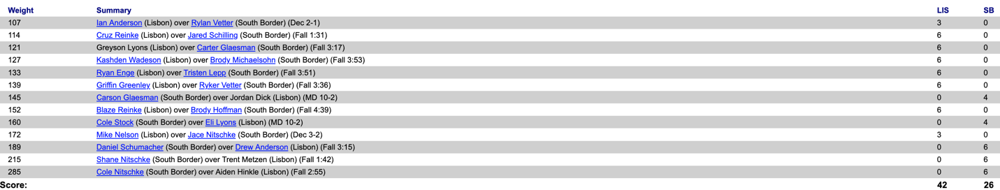 Weight Summary LIS SB
107 Ian Anderson (Lisbon) over Rylan Vetter (South Border) (Dec 2-1) 3 0
114 Cruz Reinke (Lisbon) over Jared Schilling (South Border) (Fall 1:31) 6 0
121 Greyson Lyons (Lisbon) over Carter Glaesman (South Border) (Fall 3:17) 6 0
127 Kashden Wadeson (Lisbon) over Brody Michaelsohn (South Border) (Fall 3:53) 6 0
133 Ryan Enge (Lisbon) over Tristen Lepp (South Border) (Fall 3:51) 6 0
139 Griffin Greenley (Lisbon) over Ryker Vetter (South Border) (Fall 3:36) 6 0
145 Carson Glaesman (South Border) over Jordan Dick (Lisbon) (MD 10-2) 0 4
152 Blaze Reinke (Lisbon) over Brody Hoffman (South Border) (Fall 4:39) 6 0
160 Cole Stock (South Border) over Eli Lyons (Lisbon) (MD 10-2) 0 4
172 Mike Nelson (Lisbon) over Jace Nitschke (South Border) (Dec 3-2) 3 0
189 Daniel Schumacher (South Border) over Drew Anderson (Lisbon) (Fall 3:15) 0 6
215 Shane Nitschke (South Border) over Trent Metzen (Lisbon) (Fall 1:42) 0 6
285 Cole Nitschke (South Border) over Aiden Hinkle (Lisbon) (Fall 2:55) 0 6
Score: 42 26